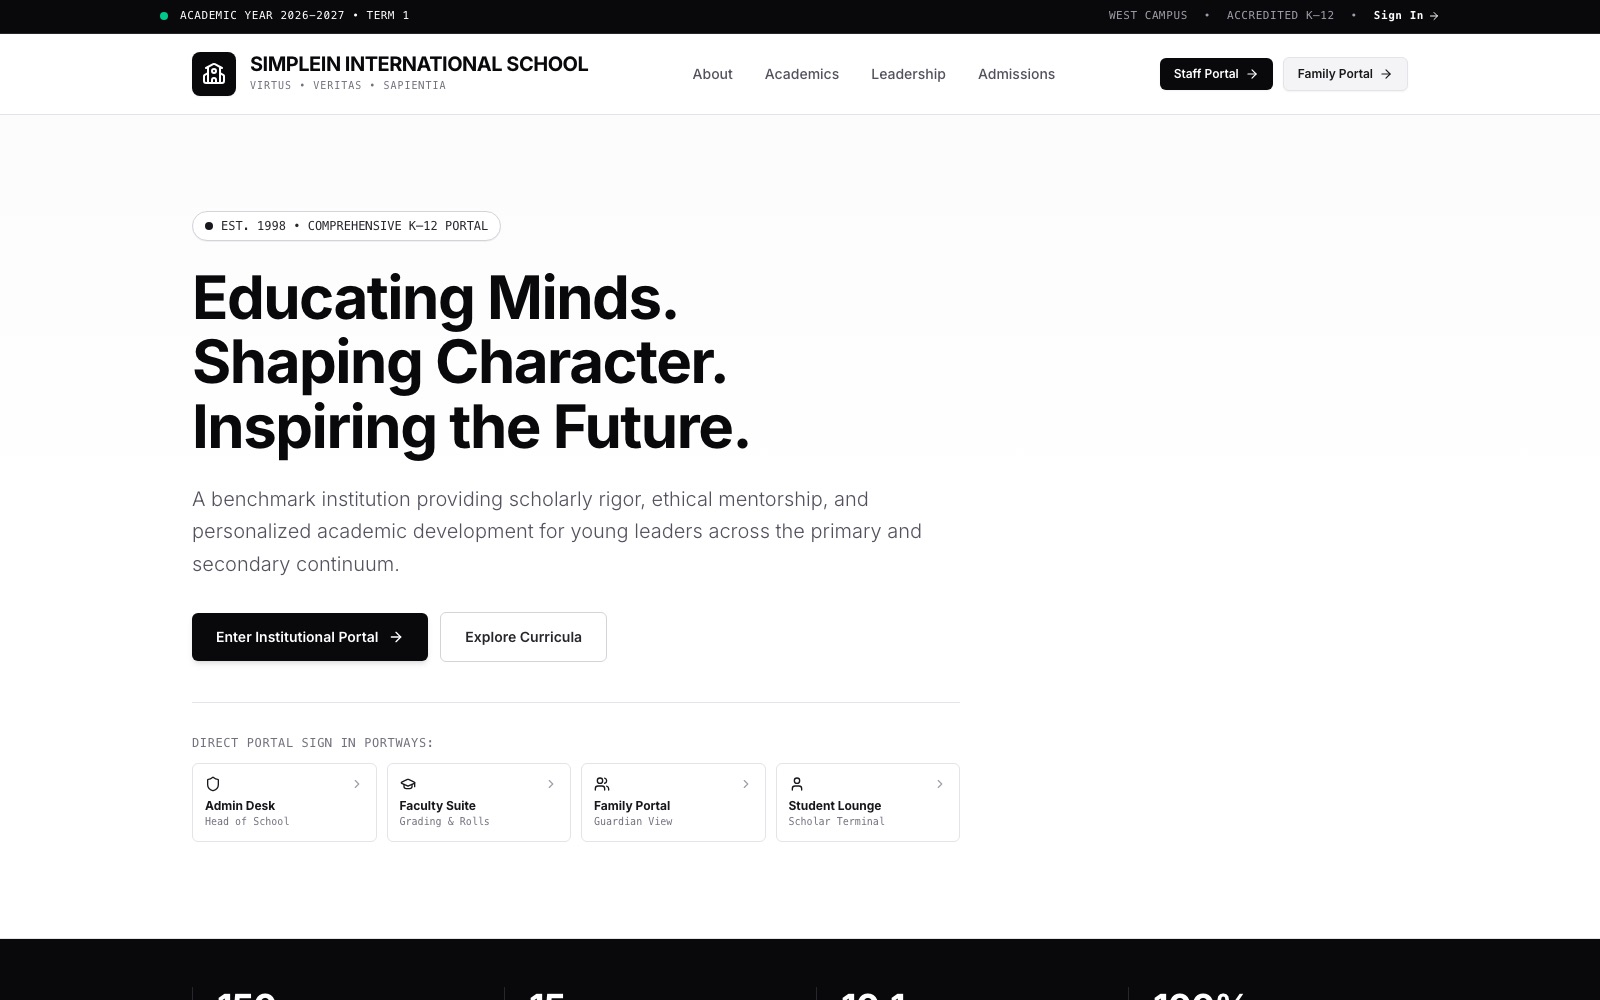 ACADEMIC YEAR 2026–2027 • TERM 1
WEST CAMPUS • ACCREDITED K–12 • Sign In →
SIMPLEIN INTERNATIONAL SCHOOL
VIRTUS • VERITAS • SAPIENTIA
About Academics Leadership Admissions
Staff Portal →
Family Portal →
EST. 1998 • COMPREHENSIVE K–12 PORTAL
Educating Minds.
Shaping Character.
Inspiring the Future.
A benchmark institution providing scholarly rigor, ethical mentorship, and
personalized academic development for young leaders across the primary and
secondary continuum.
Enter Institutional Portal →
Explore Curricula
DIRECT PORTAL SIGN IN PORTWAYS:
Admin Desk
Head of School
Faculty Suite
Grading & Rolls
Family Portal
Guardian View
Student Lounge
Scholar Terminal